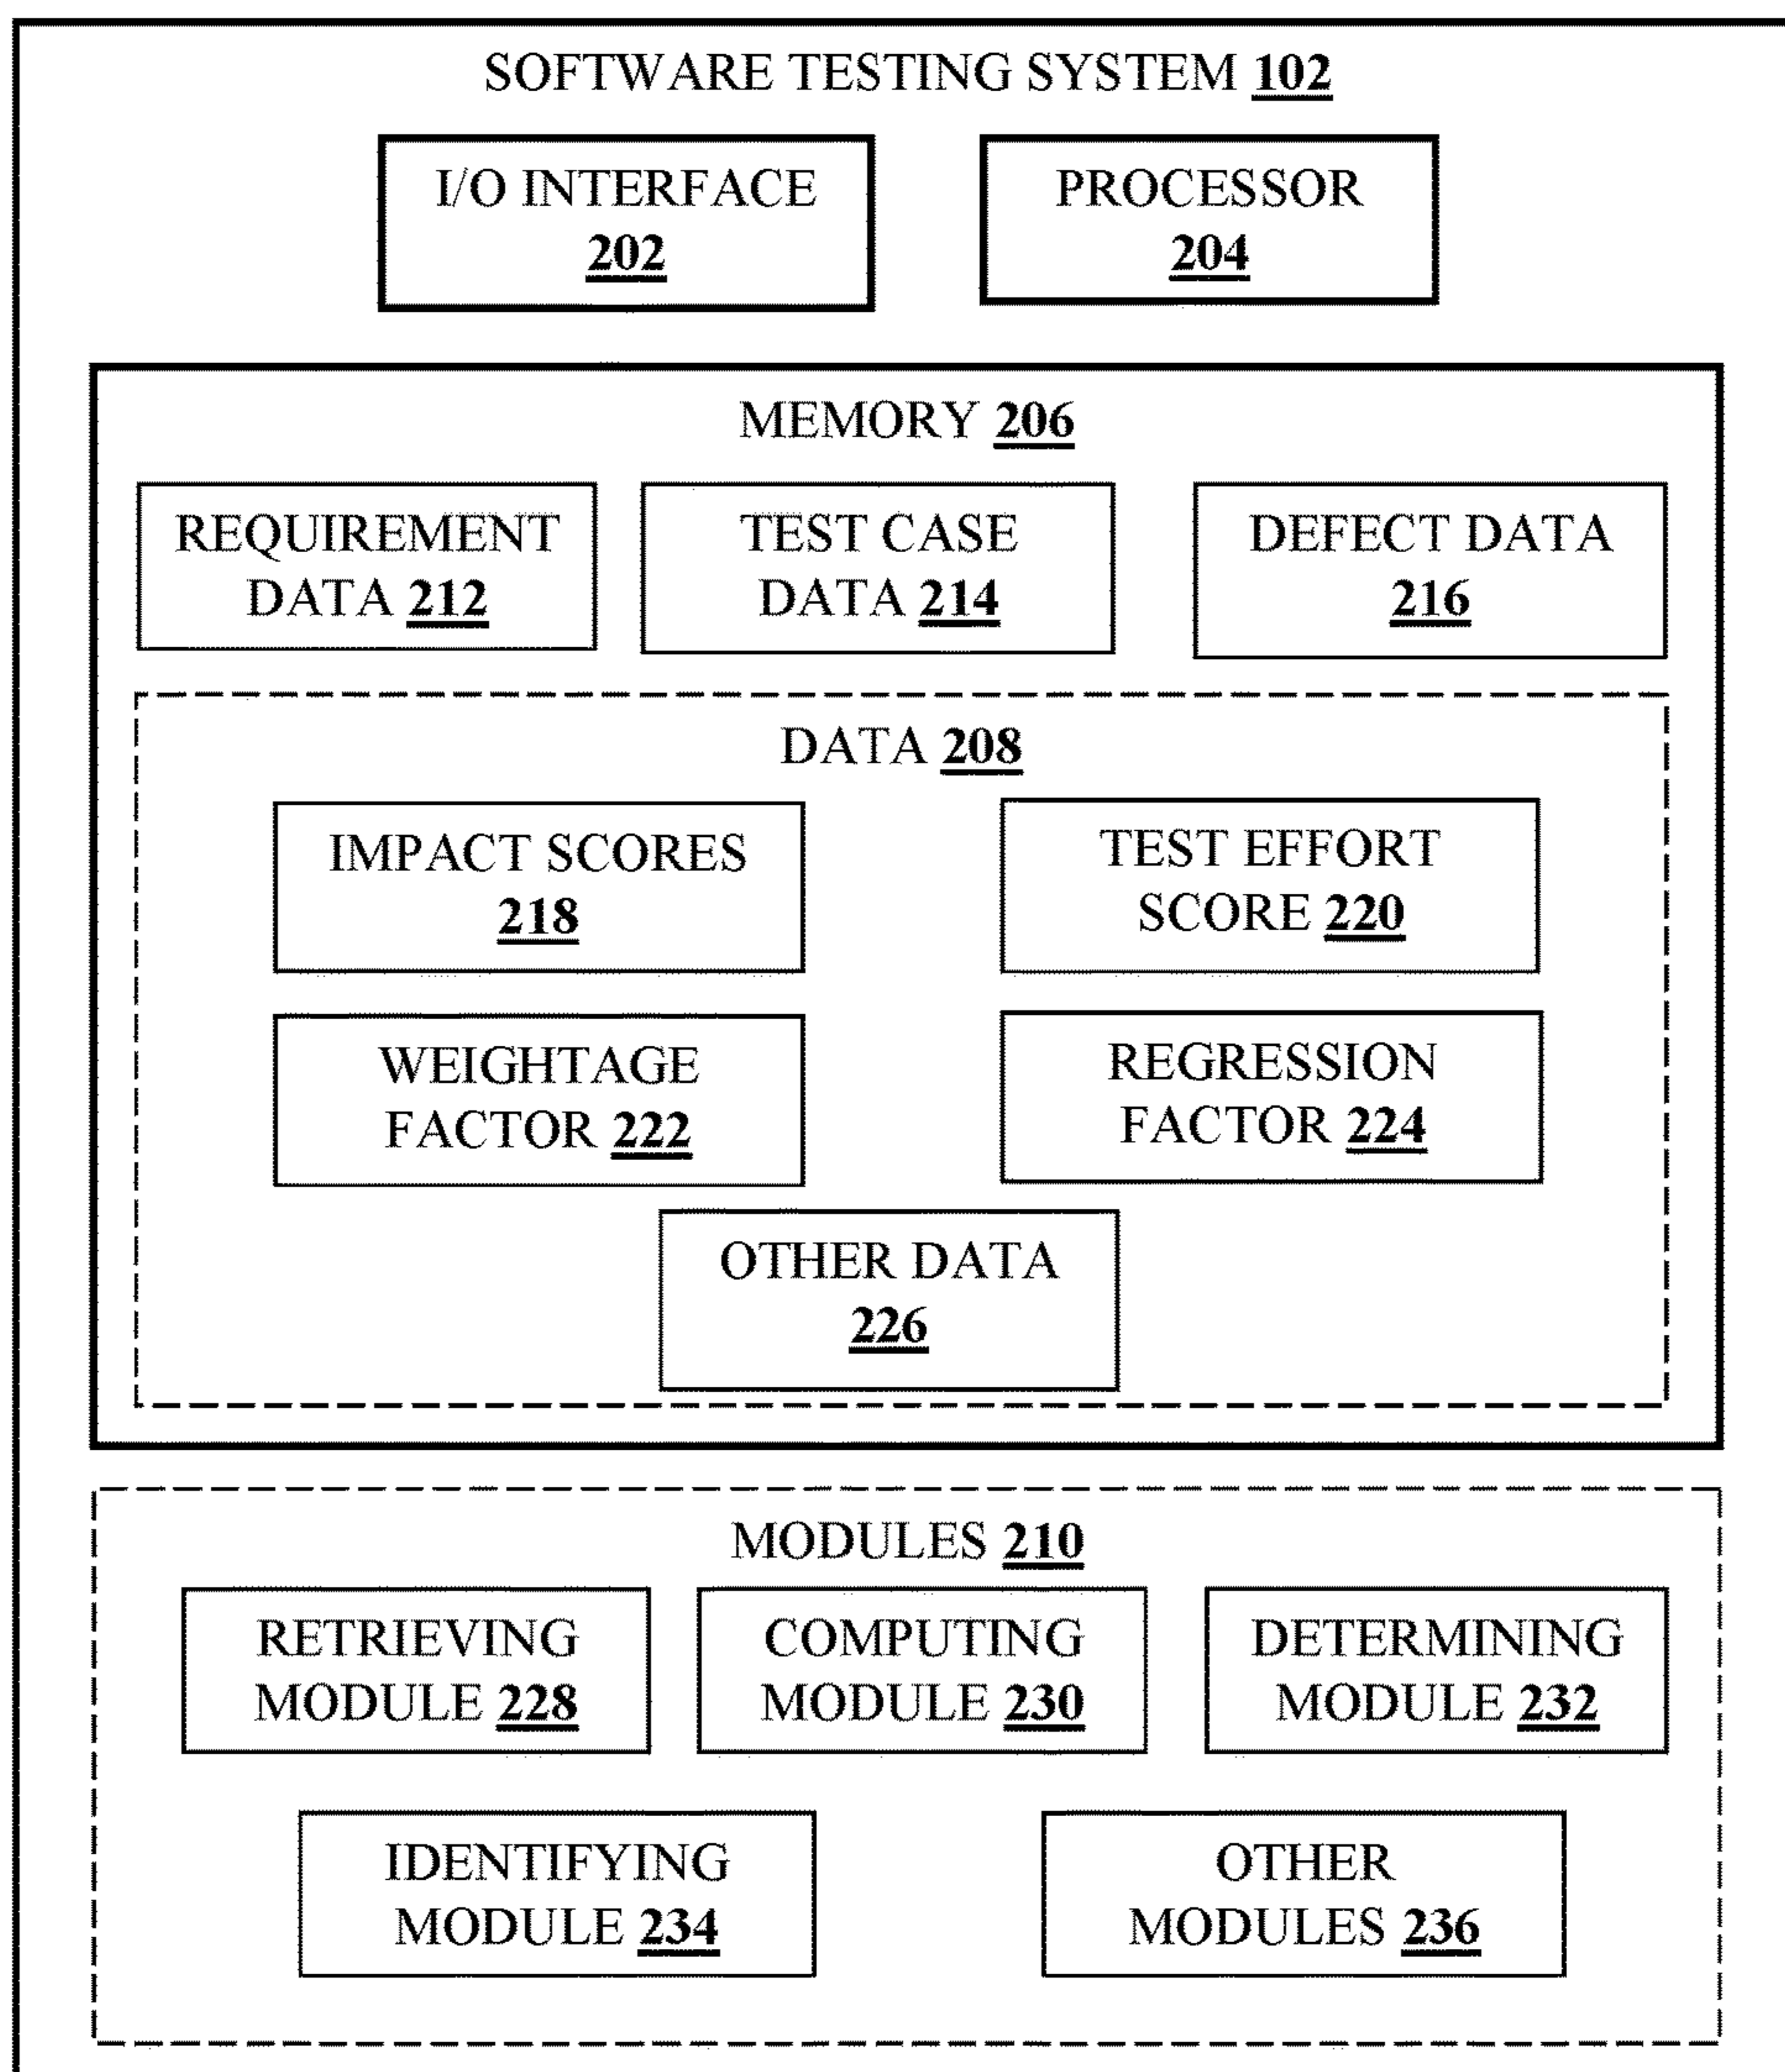 SOFTWARE TESTING SYSTEM 102
I/O INTERFACE
202
PROCESSOR
204
MEMORY 206
REQUIREMENT
DATA 212
TEST CASE
DATA 214
DEFECT DATA
216
DATA 208
IMPACT SCORES
218
TEST EFFORT
SCORE 220
WEIGHTAGE
FACTOR 222
REGRESSION
FACTOR 224
OTHER DATA
226
MODULES 210
RETRIEVING
MODULE 228
COMPUTING
MODULE 230
DETERMINING
MODULE 232
IDENTIFYING
MODULE 234
OTHER
MODULES 236